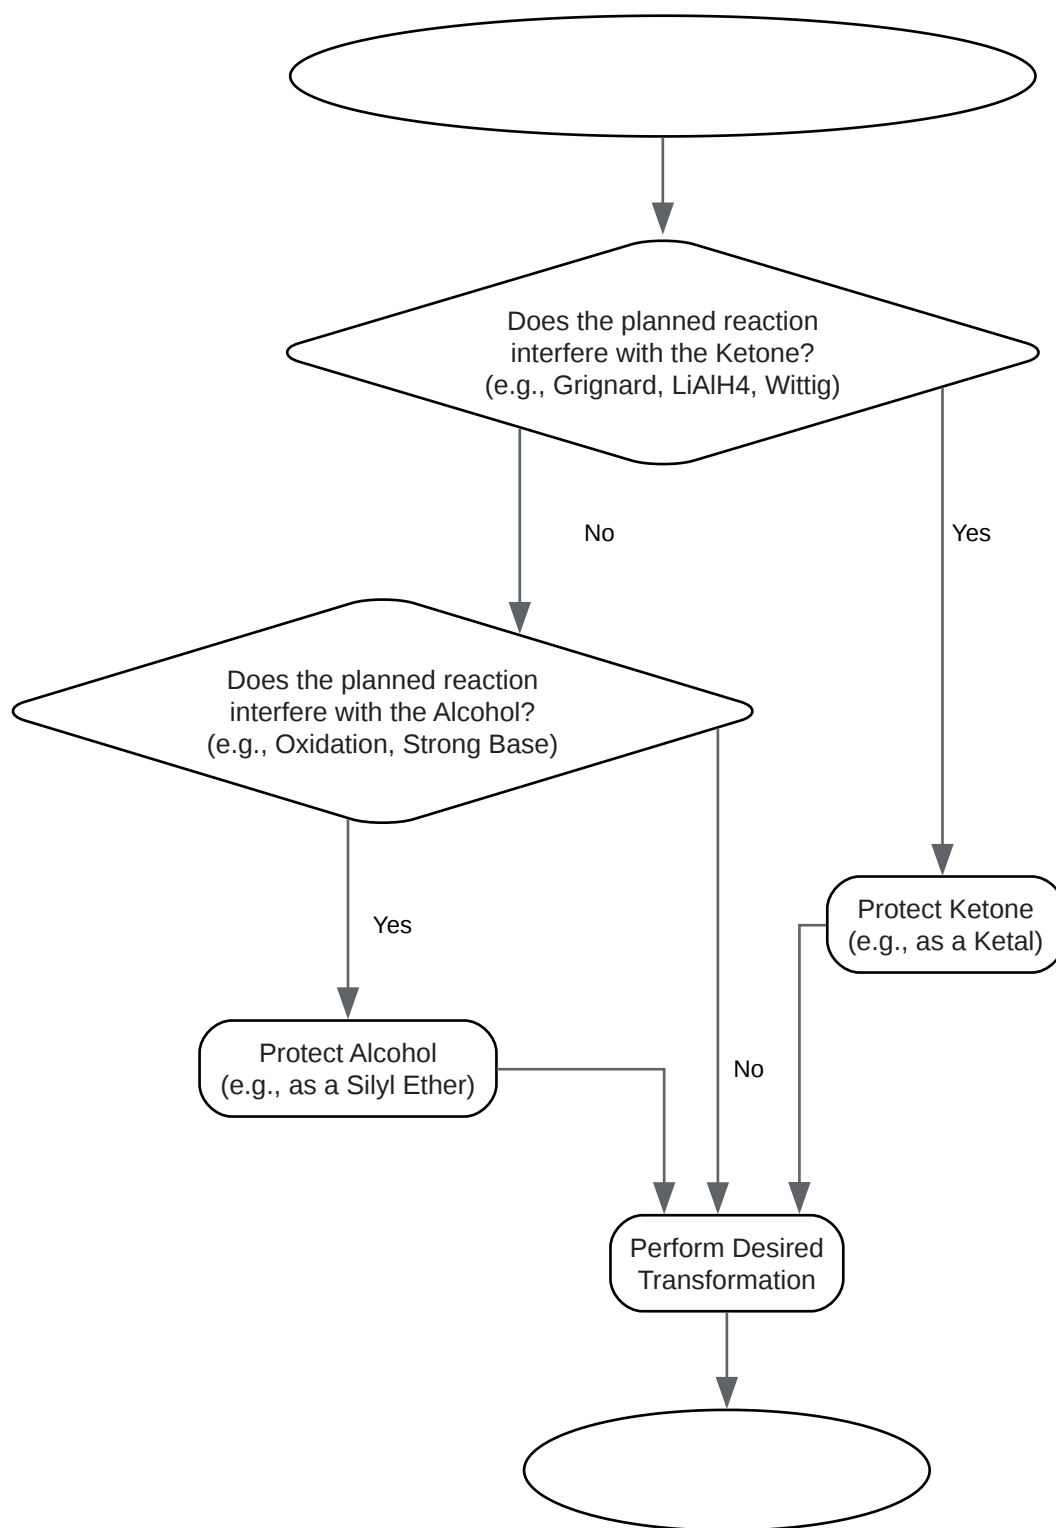 Does the planned reaction
interfere with the Ketone?
(e.g., Grignard, LiAlH4, Wittig)
No
Yes
Does the planned reaction
interfere with the Alcohol?
(e.g., Oxidation, Strong Base)
Protect Ketone
(e.g., as a Ketal)
Yes
Protect Alcohol
(e.g., as a Silyl Ether)
No
Perform Desired
Transformation